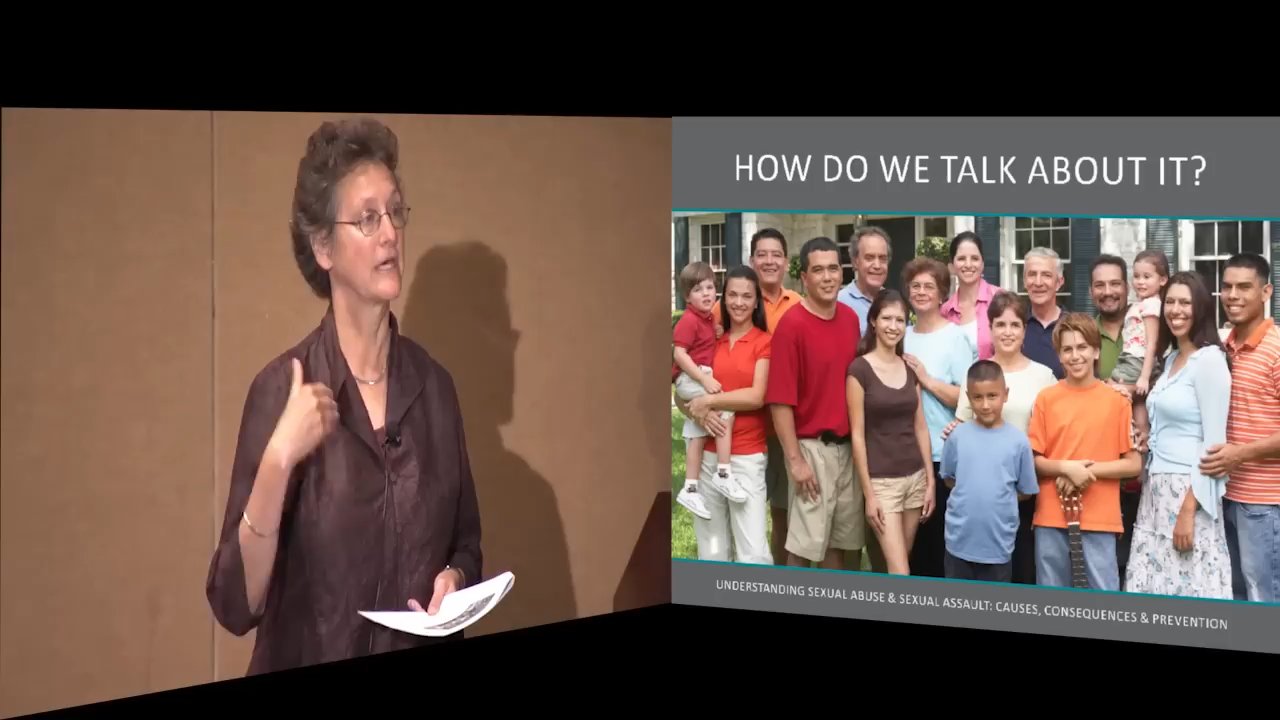 HOW DO WE TALK ABOUT IT?
UNDERSTANDING SEXUAL ABUSE & SEXUAL ASSAULT: CAUSES, CONSEQUENCES & PREVENTION